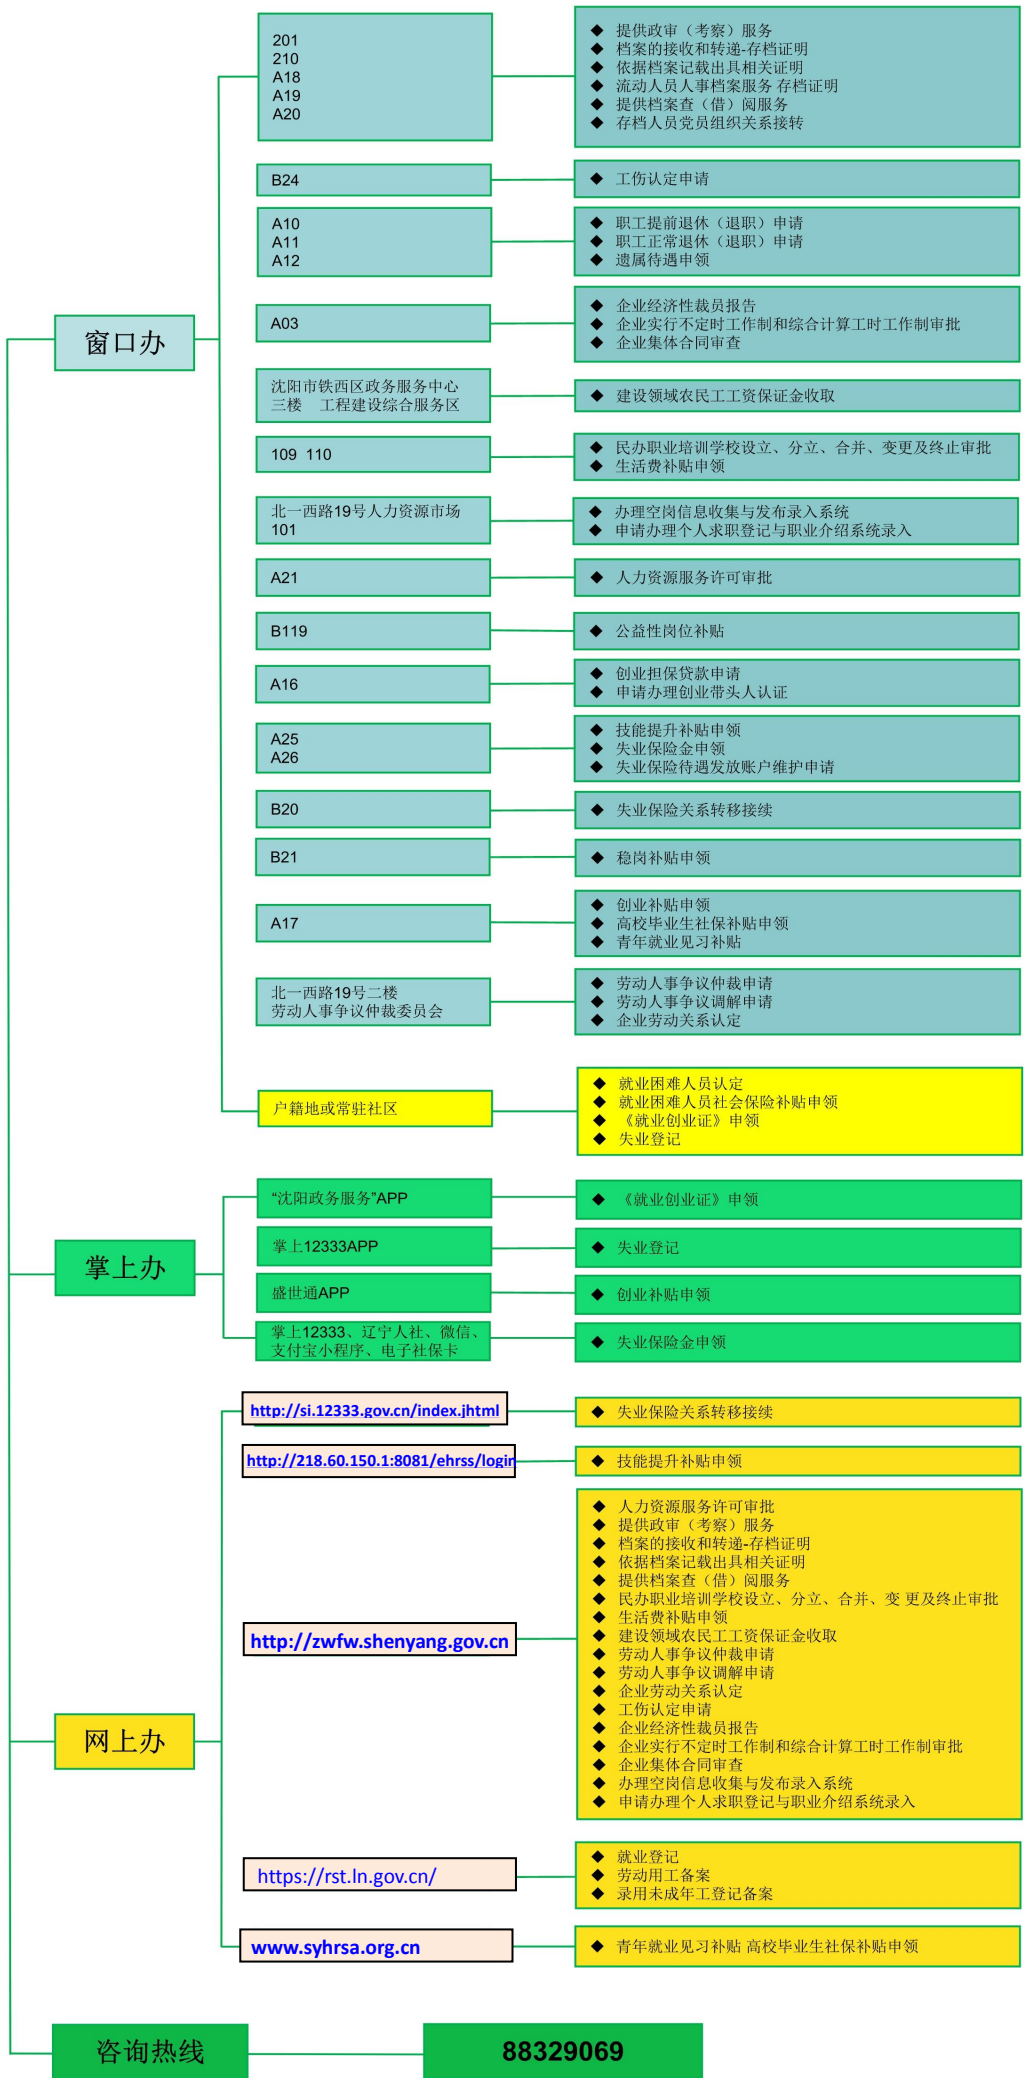 窗口办
201
210
A18
A19
A20
◆ 提供政审（考察）服务
◆ 档案的接收和转递-存档证明
◆ 依据档案记载出具相关证明
◆ 流动人员人事档案服务 存档证明
◆ 提供档案查（借）阅服务
◆ 存档人员党员组织关系接转
B24
◆ 工伤认定申请
A10
A11
A12
◆ 职工提前退休（退职）申请
◆ 职工正常退休（退职）申请
◆ 遗属待遇申领
A03
◆ 企业经济性裁员报告
◆ 企业实行不定时工作制和综合计算工时工作制审批
◆ 企业集体合同审查
沈阳市铁西区政务服务中心
三楼 工程建设综合服务区
◆ 建设领域农民工工资保证金收取
109 110
◆ 民办职业培训学校设立、分立、合并、变更及终止审批
◆ 生活费补贴申领
北一西路19号人力资源市场
101
◆ 办理空岗信息收集与发布录入系统
◆ 申请办理个人求职登记与职业介绍系统录入
A21
◆ 人力资源服务许可审批
B119
◆ 公益性岗位补贴
A16
◆ 创业担保贷款申请
◆ 申请办理创业带头人认证
A25
A26
◆ 技能提升补贴申领
◆ 失业保险金申领
◆ 失业保险待遇发放账户维护申请
B20
◆ 失业保险关系转移接续
B21
◆ 稳岗补贴申领
A17
◆ 创业补贴申领
◆ 高校毕业生社保补贴申领
◆ 青年就业见习补贴
北一西路19号二楼
劳动人事争议仲裁委员会
◆ 劳动人事争议仲裁申请
◆ 劳动人事争议调解申请
◆ 企业劳动关系认定
户籍地或常驻社区
◆ 就业困难人员认定
◆ 就业困难人员社会保险补贴申领
◆ 《就业创业证》申领
◆ 失业登记
掌上办
“沈阳政务服务”APP
◆ 《就业创业证》申领
掌上12333APP
◆ 失业登记
盛世通APP
◆ 创业补贴申领
掌上12333、辽宁人社、微信、
支付宝小程序、电子社保卡
◆ 失业保险金申领
网上办
http://si.12333.gov.cn/index.jhtml
◆ 失业保险关系转移接续
http://218.60.150.1:8081/ehrss/login
◆ 技能提升补贴申领
http://zwfw.shenyang.gov.cn
◆ 人力资源服务许可审批
◆ 提供政审（考察）服务
◆ 档案的接收和转递-存档证明
◆ 依据档案记载出具相关证明
◆ 提供档案查（借）阅服务
◆ 民办职业培训学校设立、分立、合并、变 更及终止审批
◆ 生活费补贴申领
◆ 建设领域农民工工资保证金收取
◆ 劳动人事争议仲裁申请
◆ 劳动人事争议调解申请
◆ 企业劳动关系认定
◆ 工伤认定申请
◆ 企业经济性裁员报告
◆ 企业实行不定时工作制和综合计算工时工作制审批
◆ 企业集体合同审查
◆ 办理空岗信息收集与发布录入系统
◆ 申请办理个人求职登记与职业介绍系统录入
https://rst.ln.gov.cn/
◆ 就业登记
◆ 劳动用工备案
◆ 录用未成年工登记备案
www.syhrsa.org.cn
◆ 青年就业见习补贴 高校毕业生社保补贴申领
咨询热线
88329069